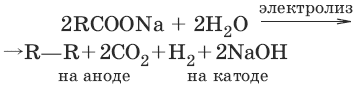 2RCOONa + 2H₂O электролиз→
→R—R+2CO₂+H₂+2NaOH
на аноде на катоде